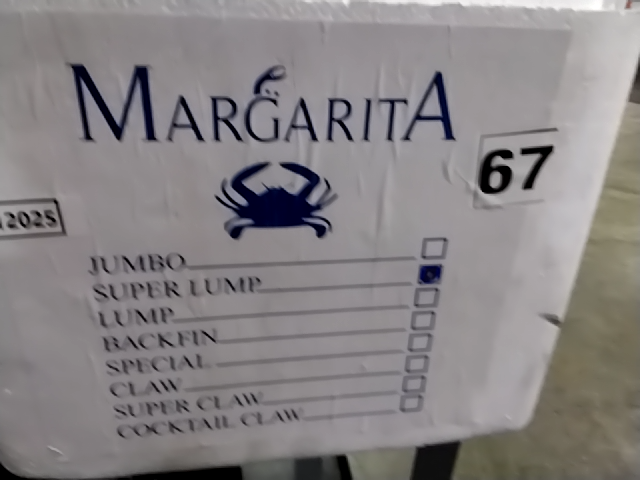 MARGARITA
67
2025
JUMBO
SUPER LUMP
LUMP
BACKFIN
SPECIAL
CLAW
SUPER CLAW
COCKTAIL CLAW